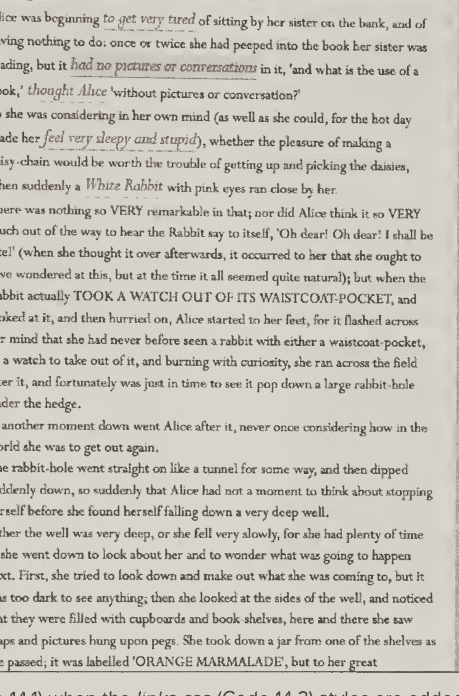 lice was beginning to get very tired of sitting by her sister on the bank, and of
ving nothing to do: once or twice she had peeped into the book her sister was
ading, but it had no pictures or conversations in it, 'and what is the use of a
ook,' thought Alice 'without pictures or conversation?'
o she was considering in her own mind (as well as she could, for the hot day
ade her feel very sleepy and stupid), whether the pleasure of making a
isy-chain would be worth the trouble of getting up and picking the daisies,
hen suddenly a White Rabbit with pink eyes ran close by her.
here was nothing so VERY remarkable in that; nor did Alice think it so VERY
uch out of the way to hear the Rabbit say to itself, 'Oh dear! Oh dear! I shall be
te!' (when she thought it over afterwards, it occurred to her that she ought to
ve wondered at this, but at the time it all seemed quite natural); but when the
abbit actually TOOK A WATCH OUT OF ITS WAISTCOAT-POCKET, and
oked at it, and then hurried on, Alice started to her feet, for it flashed across
r mind that she had never before seen a rabbit with either a waistcoat-pocket,
a watch to take out of it, and burning with curiosity, she ran across the field
ter it, and fortunately was just in time to see it pop down a large rabbit-hole
der the hedge.
another moment down went Alice after it, never once considering how in the
orld she was to get out again.
he rabbit-hole went straight on like a tunnel for some way, and then dipped
ddenly down, so suddenly that Alice had not a moment to think about stopping
rself before she found herself falling down a very deep well.
ther the well was very deep, or she fell very slowly, for she had plenty of time
she went down to look about her and to wonder what was going to happen
xt. First, she tried to look down and make out what she was coming to, but it
as too dark to see anything; then she looked at the sides of the well, and noticed
at they were filled with cupboards and book-shelves, here and there she saw
aps and pictures hung upon pegs. She took down a jar from one of the shelves as
e passed; it was labelled 'ORANGE MARMALADE', but to her great